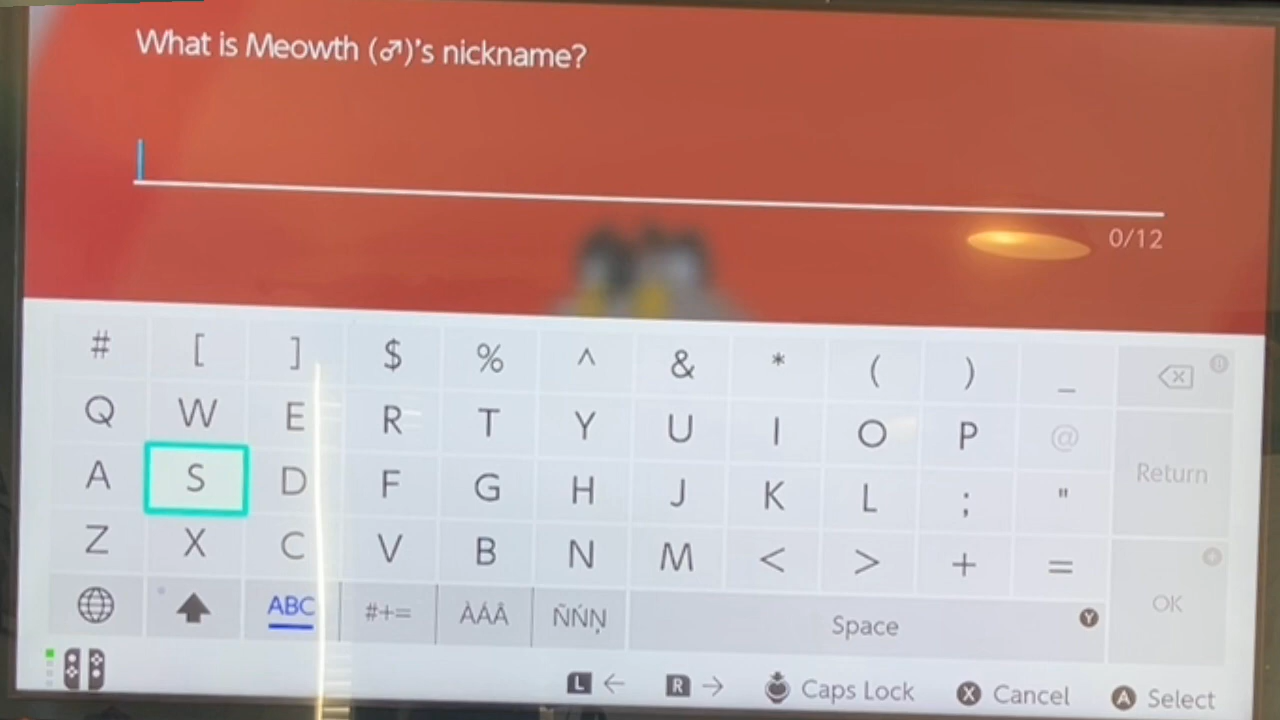 What is Meowth (♂)'s nickname?
0/12
# [ ] $ % ^ & * ( ) _
Q W E R T Y U I O P @
A S D F G H J K L ; " Return
Z X C V B N M < > + = OK
ABC #+= ÀÁÂ ÑŃŅ Space Y
L ← R → Caps Lock X Cancel A Select